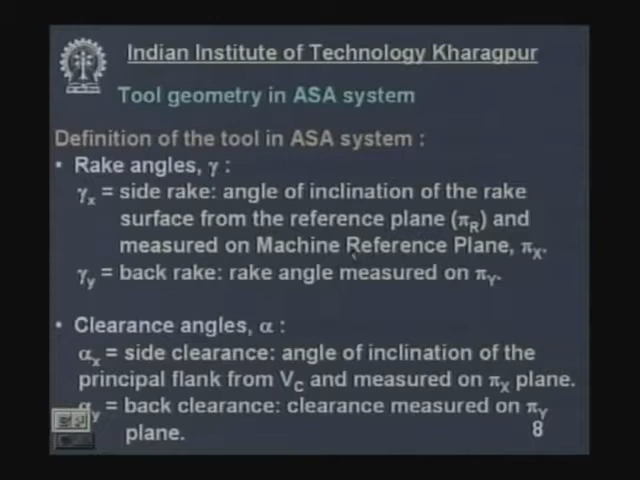 Indian Institute of Technology Kharagpur
Tool geometry in ASA system
Definition of the tool in ASA system :
• Rake angles, γ :
γx = side rake: angle of inclination of the rake
surface from the reference plane (πR) and
measured on Machine Reference Plane, πX.
γy = back rake: rake angle measured on πY.
• Clearance angles, α :
αx = side clearance: angle of inclination of the
principal flank from VC and measured on πX plane.
αy = back clearance: clearance measured on πY
plane.
8